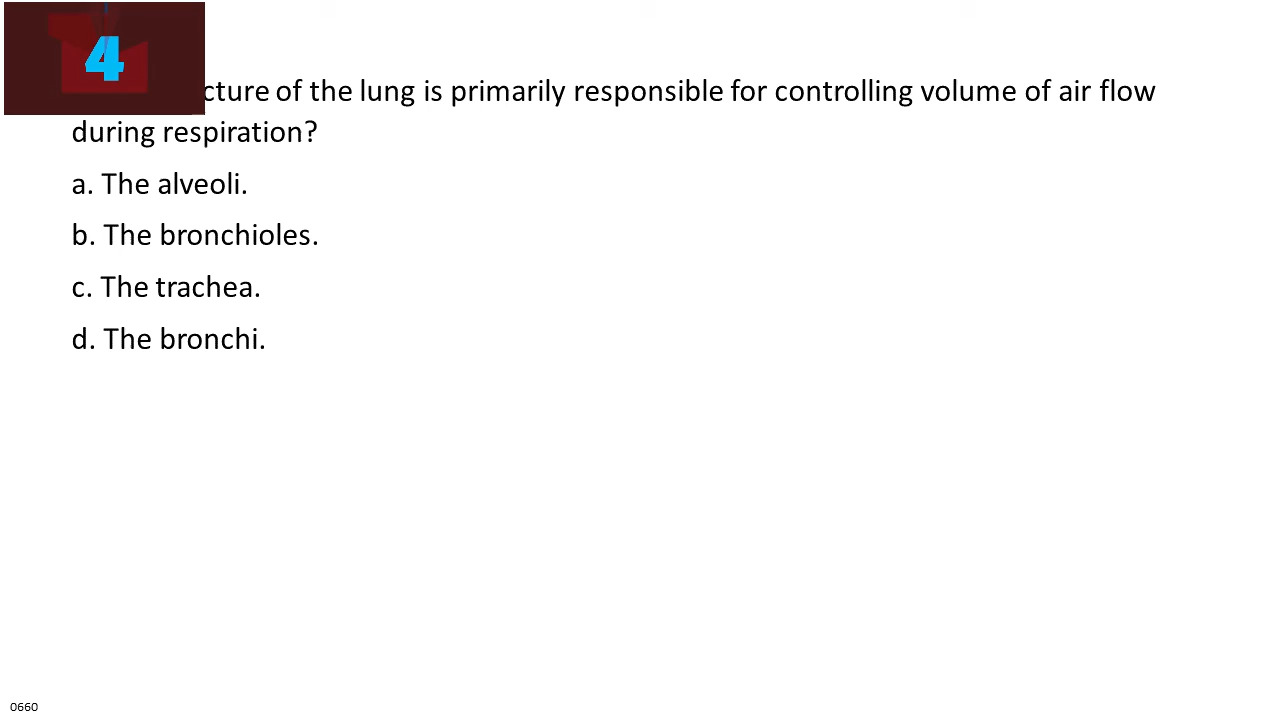 4
of the lung is primarily responsible for controlling volume of air flow
during respiration?
a. The alveoli.
b. The bronchioles.
c. The trachea.
d. The bronchi.
0660